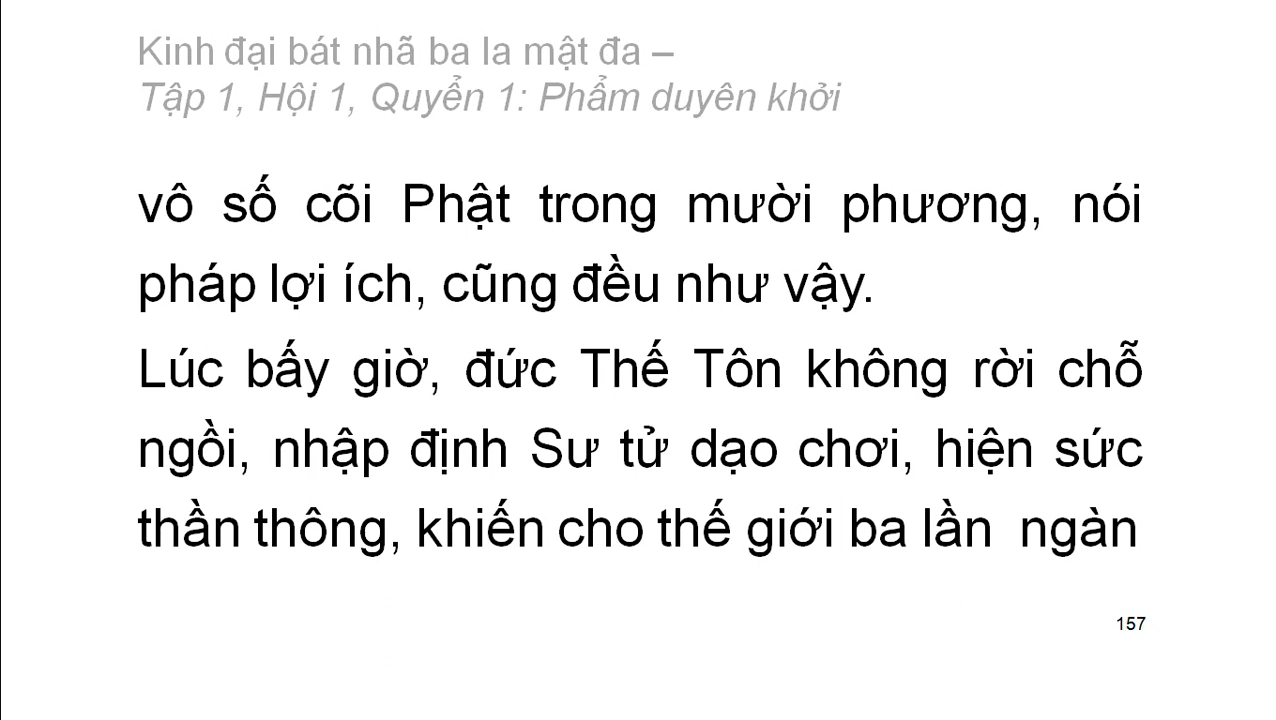 Kinh đại bát nhã ba la mật đa –
Tập 1, Hội 1, Quyển 1: Phẩm duyên khởi
vô số cõi Phật trong mười phương, nói
pháp lợi ích, cũng đều như vậy.
Lúc bấy giờ, đức Thế Tôn không rời chỗ
ngồi, nhập định Sư tử dạo chơi, hiện sức
thần thông, khiến cho thế giới ba lần ngàn
157